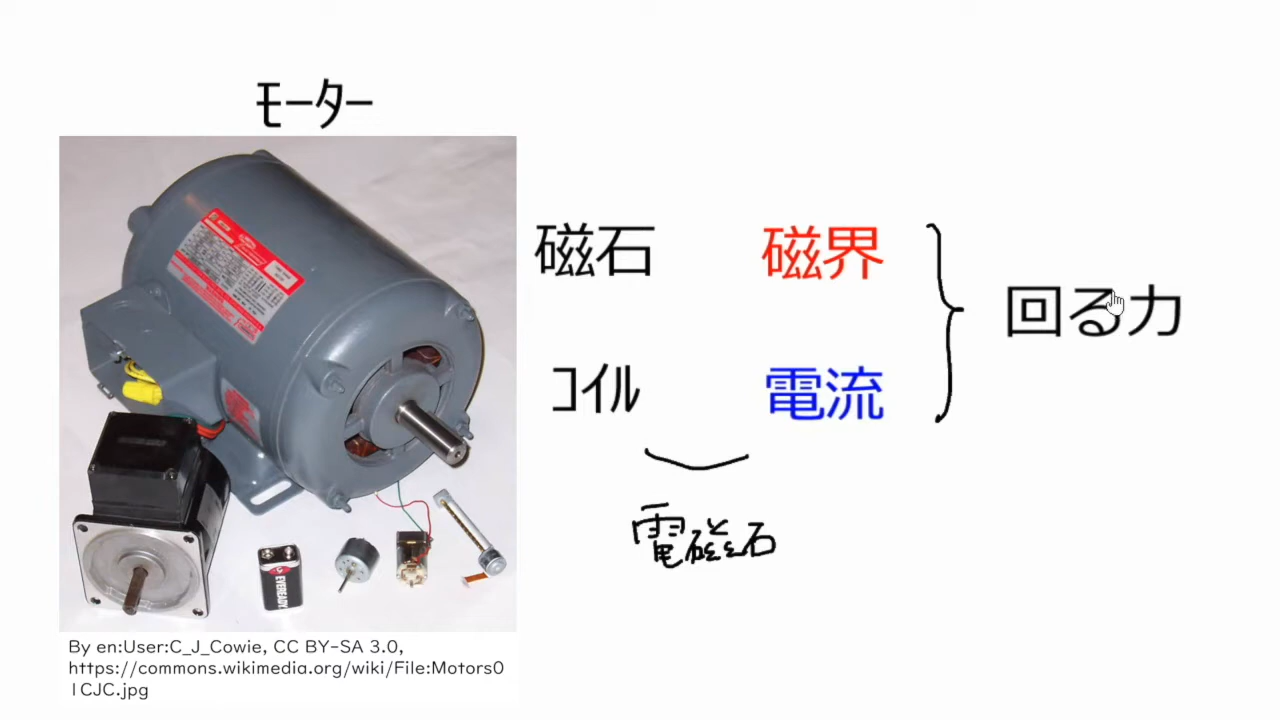 ﾓｰﾀｰ
磁石 磁界
回る力
ｺｲﾙ 電流
電磁石
EVEREADY
By en:User:C_J_Cowie, CC BY-SA 3.0,
https://commons.wikimedia.org/wiki/File:Motors0
1CJC.jpg